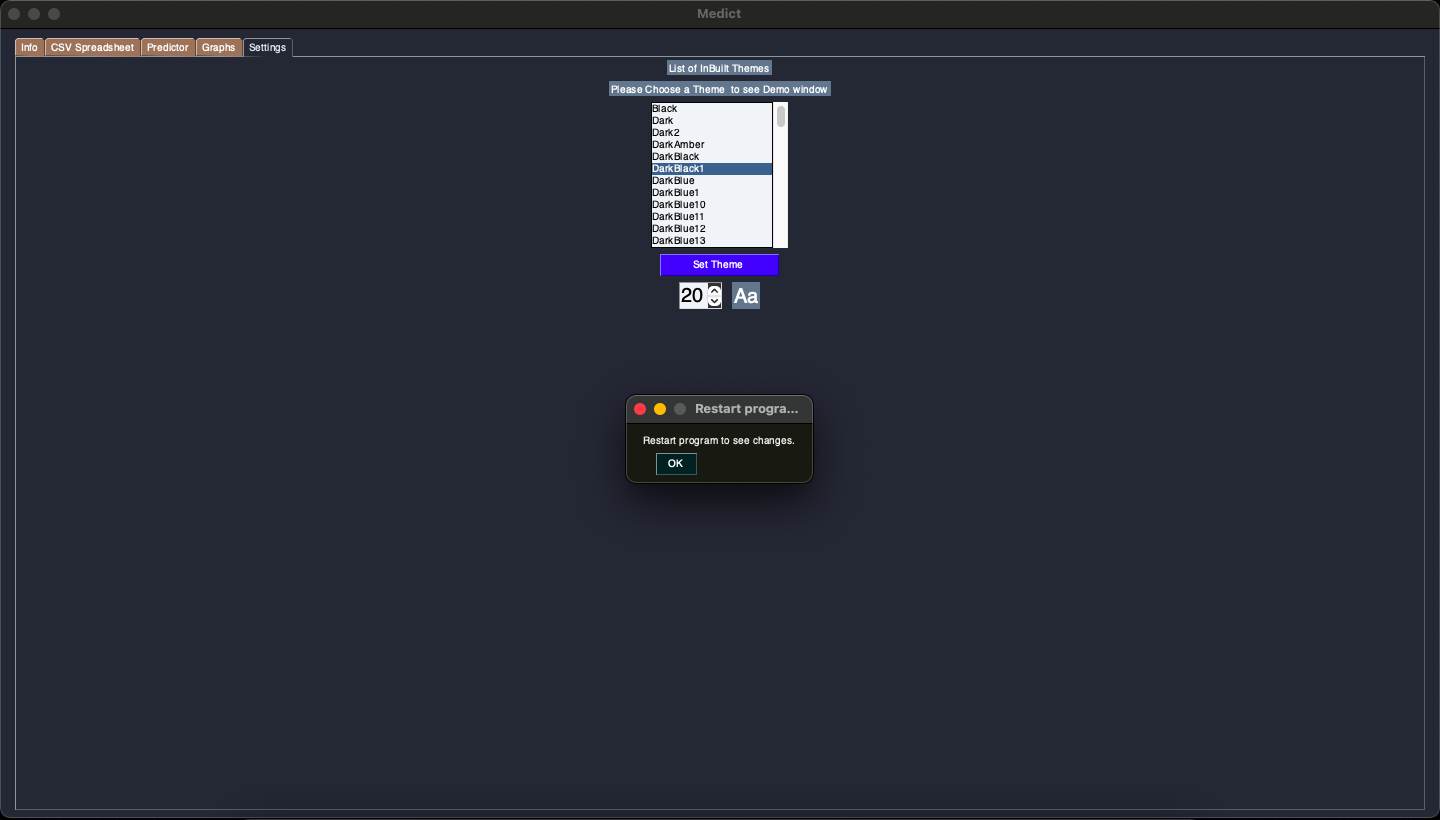 Medict
Info CSV Spreadsheet Predictor Graphs Settings
List of InBuilt Themes
Please Choose a Theme  to see Demo window
Black
Dark
Dark2
DarkAmber
DarkBlack
DarkBlack1
DarkBlue
DarkBlue1
DarkBlue10
DarkBlue11
DarkBlue12
DarkBlue13
Set Theme
20 Aa
Restart progra...
Restart program to see changes.
OK